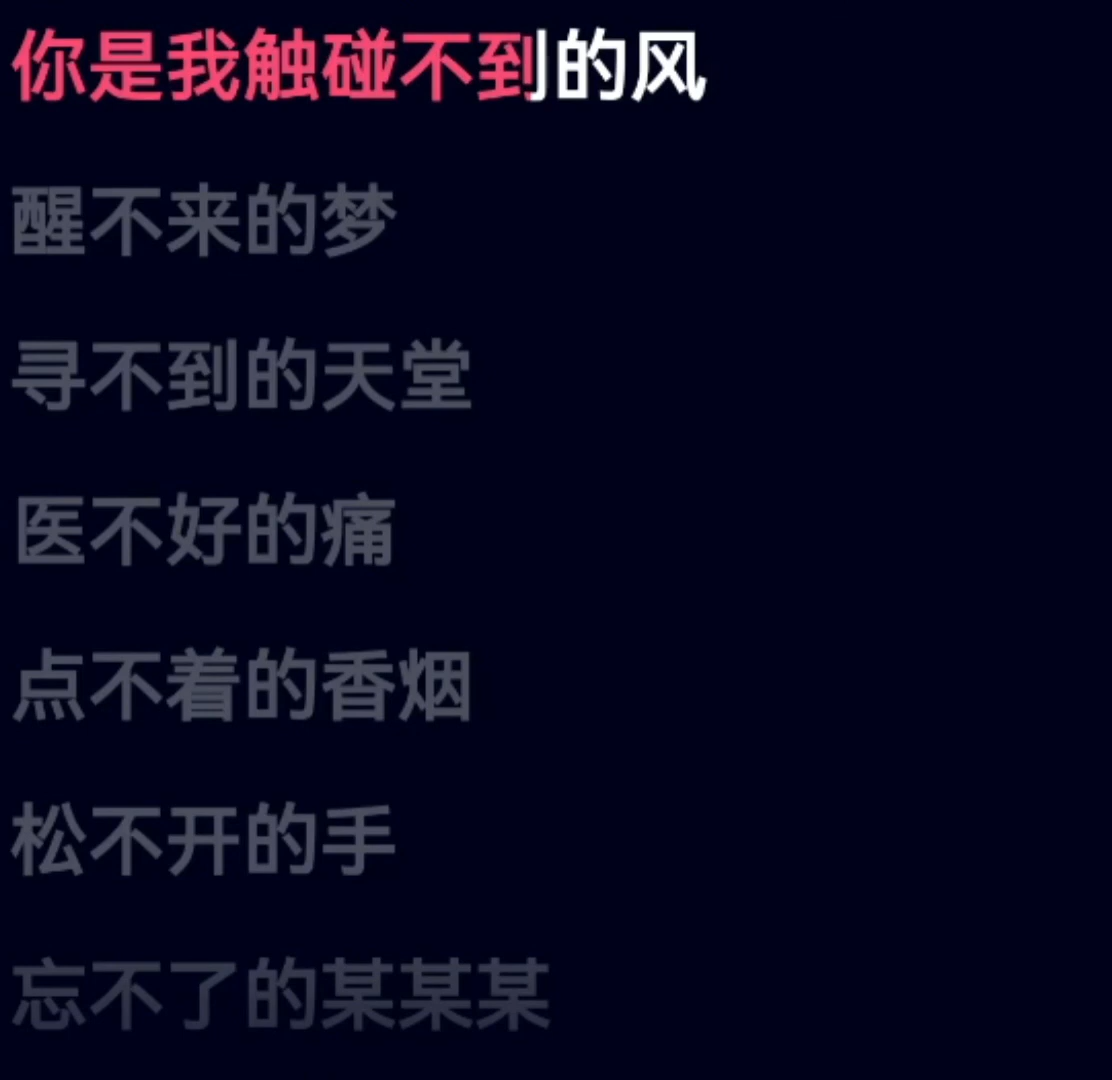 你是我触碰不到的风
醒不来的梦
寻不到的天堂
医不好的痛
点不着的香烟
松不开的手
忘不了的某某某